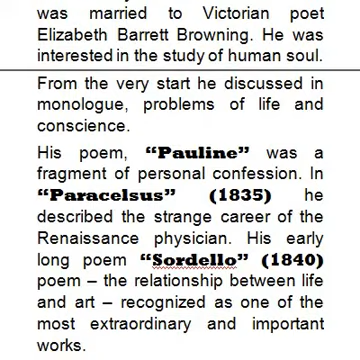 was married to Victorian poet
Elizabeth Barrett Browning. He was
interested in the study of human soul.
From the very start he discussed in
monologue, problems of life and
conscience.
His poem, “Pauline” was a
fragment of personal confession. In
“Paracelsus” (1835) he
described the strange career of the
Renaissance physician. His early
long poem “Sordello” (1840)
poem – the relationship between life
and art – recognized as one of the
most extraordinary and important
works.